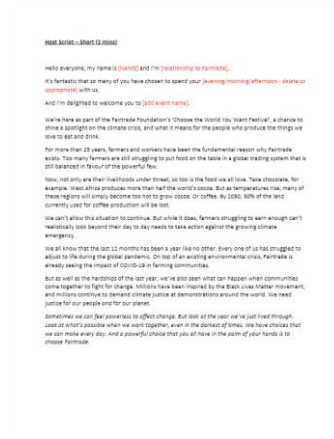 Host Script – Short (2 mins)
Hello everyone, my name is [NAME] and I'm [relationship to Fairtrade].
It's fantastic that so many of you have chosen to spend your [evening/morning/afternoon - delete as
appropriate] with us.
And I'm delighted to welcome you to [add event name].
We're here as part of the Fairtrade Foundation's 'Choose the World You Want Festival', a chance to
shine a spotlight on the climate crisis, and what it means for the people who produce the things we
love to eat and drink.
For more than 25 years, farmers and workers have been the fundamental reason why Fairtrade
exists. Too many farmers are still struggling to put food on the table in a global trading system that is
still balanced in favour of the powerful few.
Now, not only are their livelihoods under threat, so too is the food we all love. Take chocolate, for
example. West Africa produces more than half the world's cocoa. But as temperatures rise, many of
these regions will simply become too hot to grow cocoa. Or coffee. By 2050, 50% of the land
currently used for coffee production will be lost.
We can't allow this situation to continue. But while it does, farmers struggling to earn enough can't
realistically look beyond their day to day needs to take action against the growing climate
emergency.
We all know that the last 12 months has been a year like no other. Every one of us has struggled to
adjust to life during the global pandemic. On top of an existing environmental crisis, Fairtrade is
already seeing the impact of COVID-19 in farming communities.
But as well as the hardships of the last year, we've also seen what can happen when communities
come together to fight for change. Millions have been inspired by the Black Lives Matter movement,
and millions continue to demand climate justice at demonstrations around the world. We need
justice for our people and for our planet.
Sometimes we can feel powerless to affect change. But look at the year we've just lived through.
Look at what's possible when we work together, even in the darkest of times. We have choices that
we can make every day. And a powerful choice that you all have in the palm of your hands is to
choose Fairtrade.